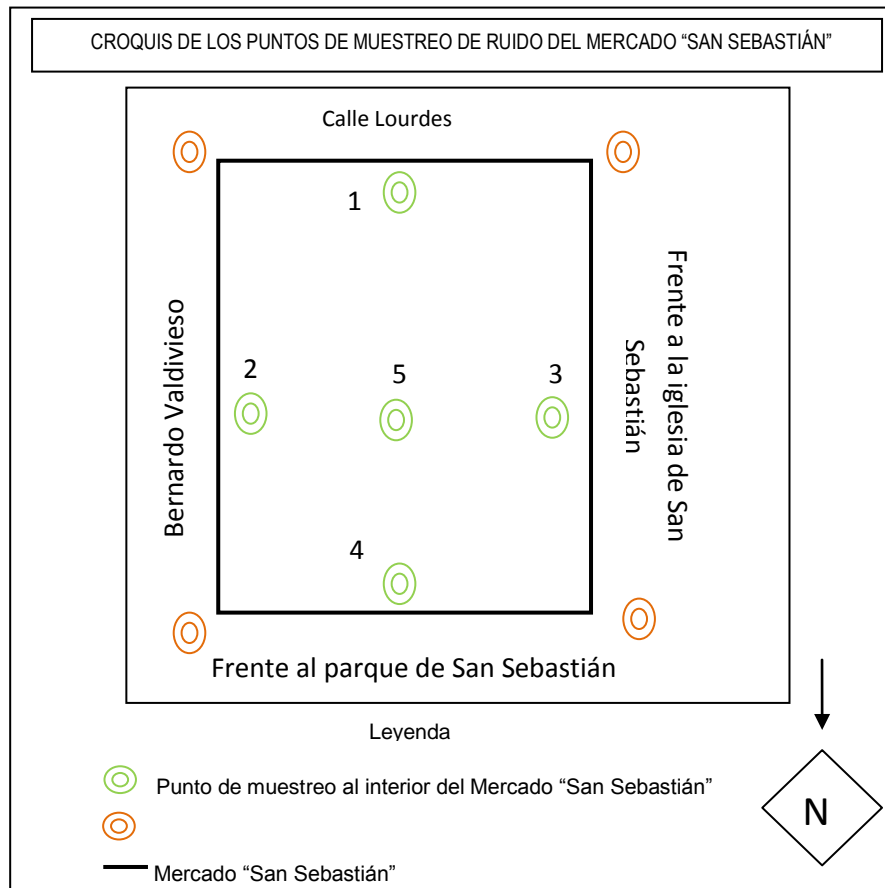 CROQUIS DE LOS PUNTOS DE MUESTREO DE RUIDO DEL MERCADO “SAN SEBASTIÁN”
Calle Lourdes
1
Bernardo Valdivieso
2
5
3
Frente a la iglesia de San
Sebastián
4
Frente al parque de San Sebastián
Leyenda
Punto de muestreo al interior del Mercado “San Sebastián”
N
Mercado “San Sebastián”